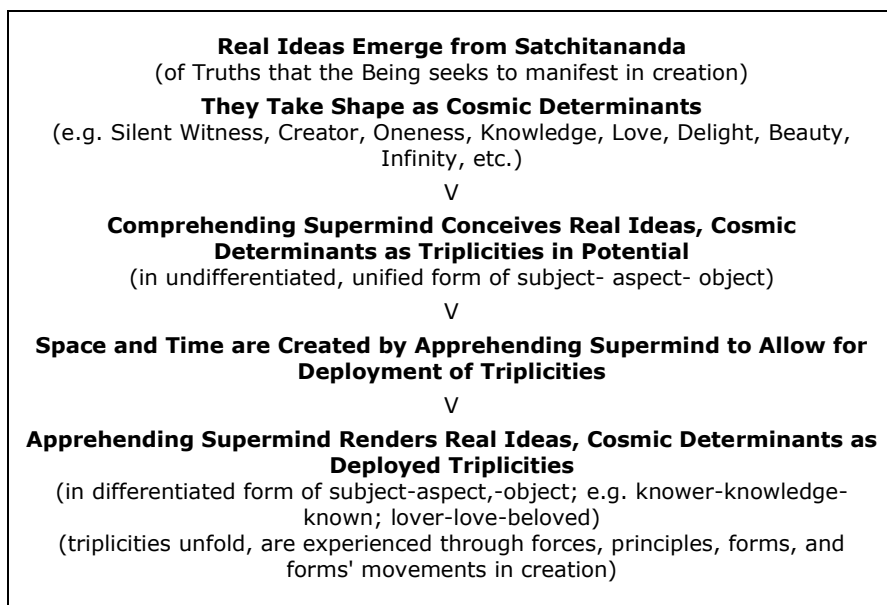 Real Ideas Emerge from Satchitananda
(of Truths that the Being seeks to manifest in creation)
They Take Shape as Cosmic Determinants
(e.g. Silent Witness, Creator, Oneness, Knowledge, Love, Delight, Beauty,
Infinity, etc.)
V
Comprehending Supermind Conceives Real Ideas, Cosmic
Determinants as Triplicities in Potential
(in undifferentiated, unified form of subject- aspect- object)
V
Space and Time are Created by Apprehending Supermind to Allow for
Deployment of Triplicities
V
Apprehending Supermind Renders Real Ideas, Cosmic Determinants as
Deployed Triplicities
(in differentiated form of subject-aspect,-object; e.g. knower-knowledge-
known; lover-love-beloved)
(triplicities unfold, are experienced through forces, principles, forms, and
forms' movements in creation)